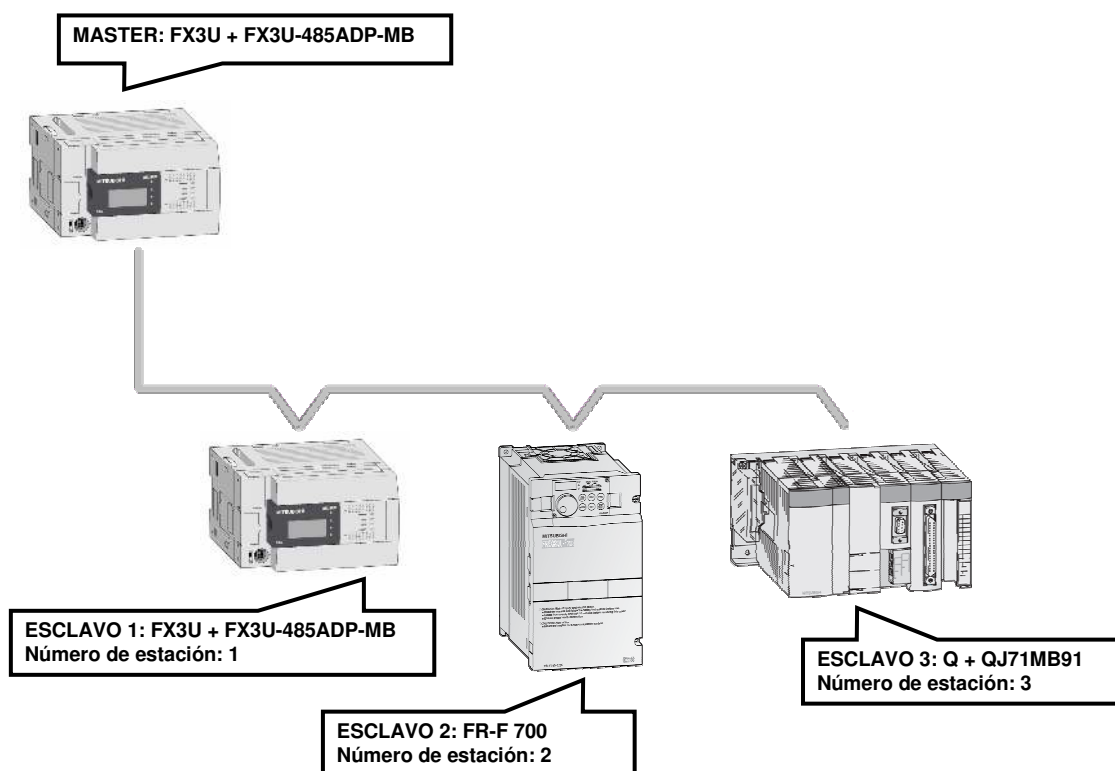 MASTER: FX3U + FX3U-485ADP-MB
ESCLAVO 1: FX3U + FX3U-485ADP-MB
Número de estación: 1
ESCLAVO 2: FR-F 700
Número de estación: 2
ESCLAVO 3: Q + QJ71MB91
Número de estación: 3